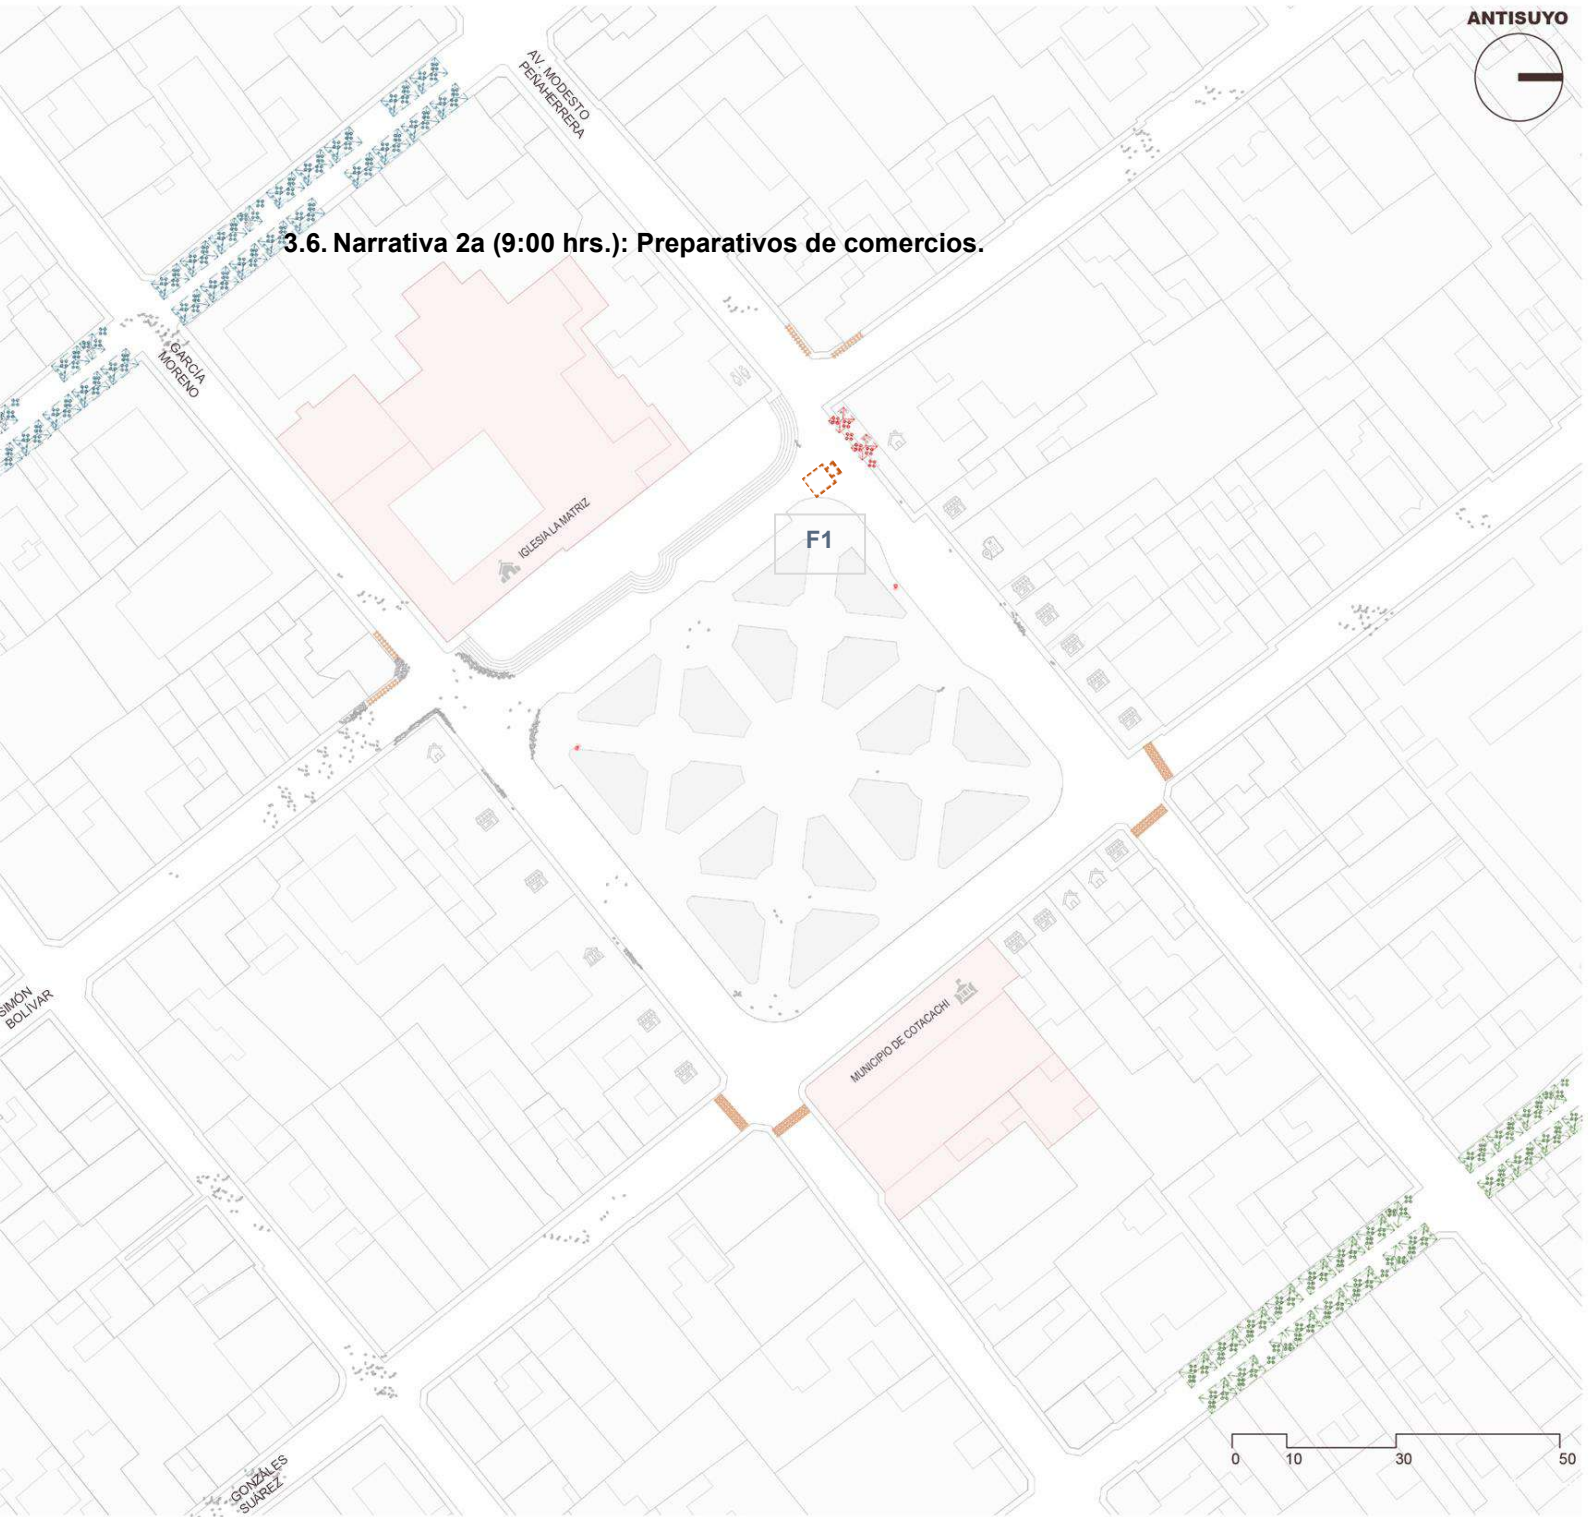 ANTISUYO
AV. MODESTO
PEÑAHERRERA
3.6. Narrativa 2a (9:00 hrs.): Preparativos de comercios.
GARCÍA
MORENO
IGLESIA LA MATRIZ
F1
SIMÓN
BOLÍVAR
MUNICIPIO DE COTACACHI
GONZÁLES
SUÁREZ
0 10 30 50